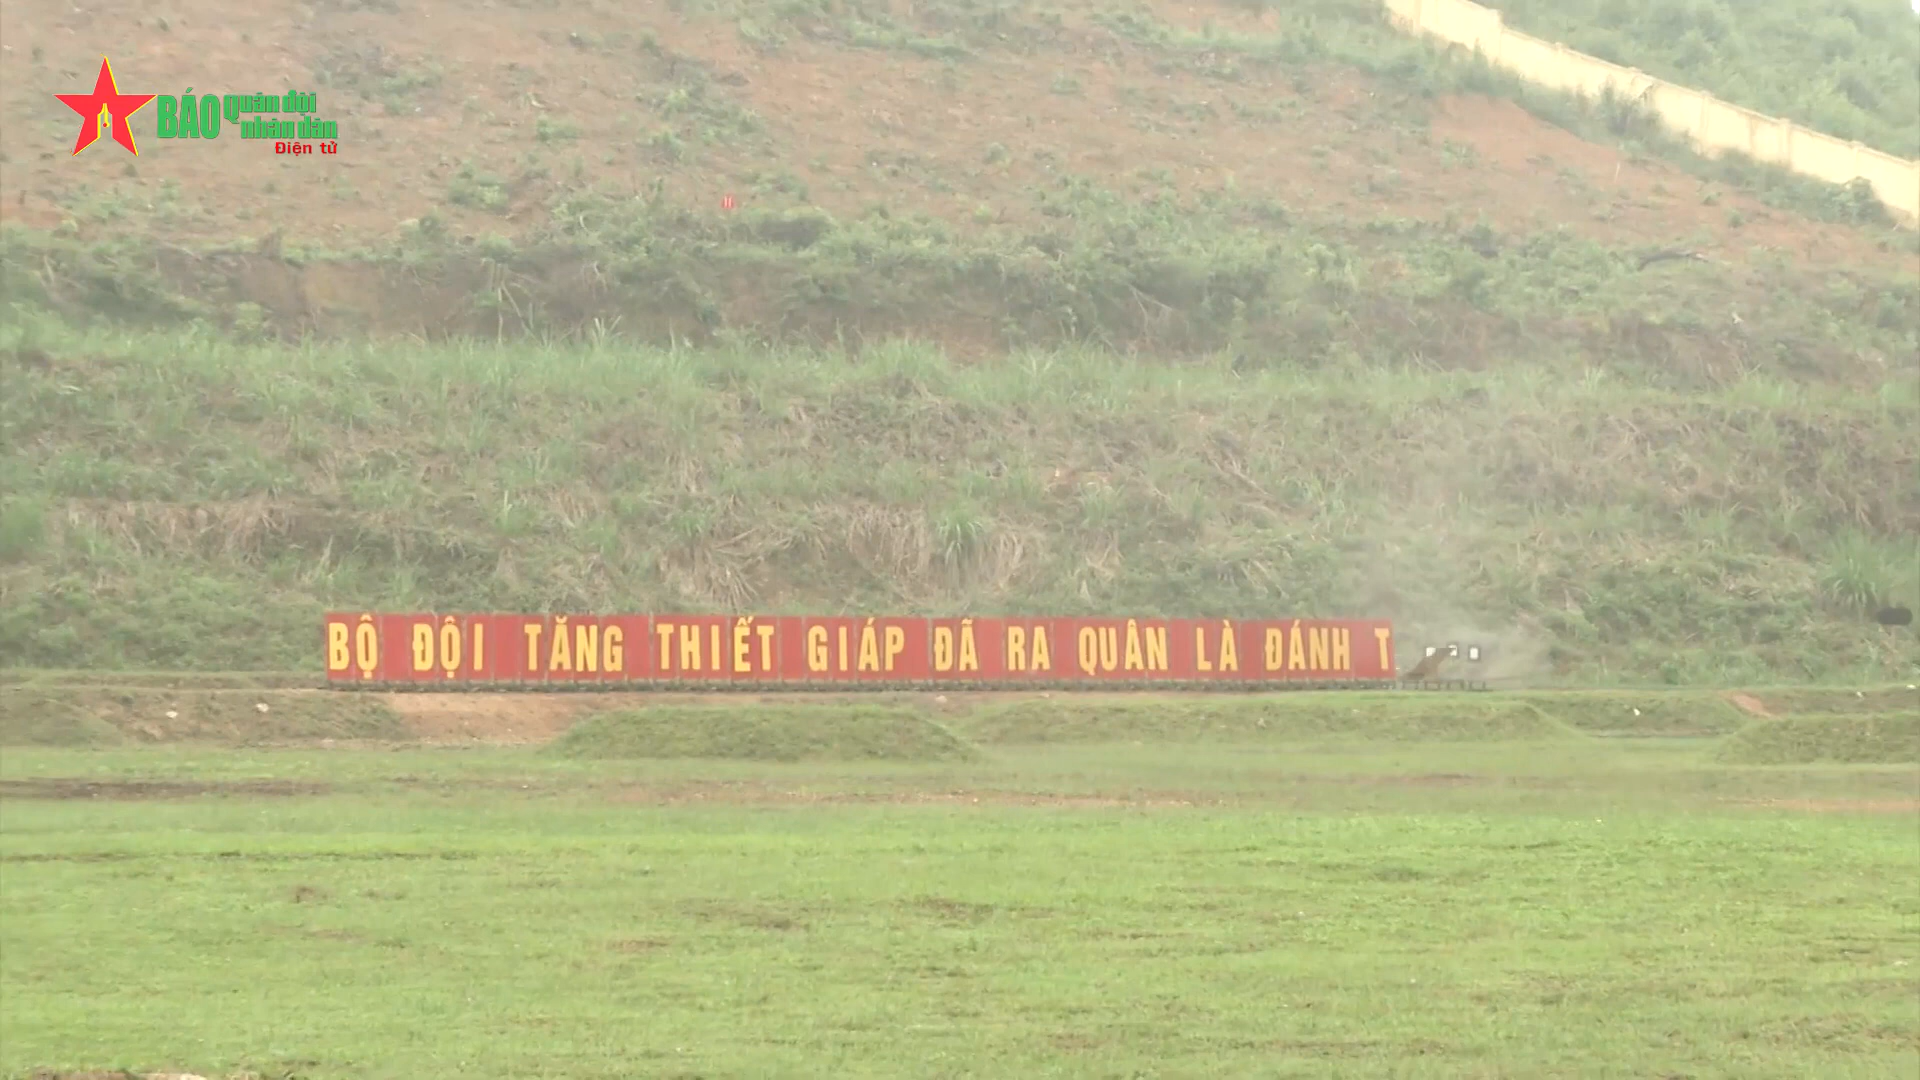 BÁO Quân đội
nhân dân
Điện tử
BỘ ĐỘI TĂNG THIẾT GIÁP ĐÃ RA QUÂN LÀ ĐÁNH T